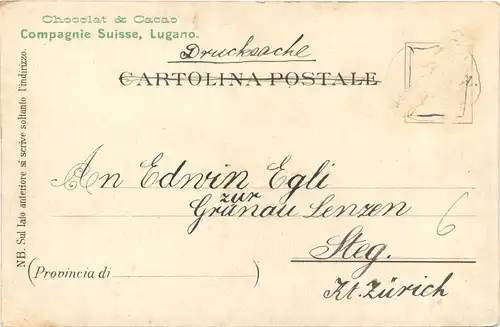 Chocolat & Cacao
Compagnie Suisse, Lugano.
Drucksache
CARTOLINA POSTALE
NB. Sul lato anteriore si scrive soltanto l'indirizzo.
An Edwin Egli
zur
Grünau Lenzen
Steg.
Kt. Zürich
6
(Provincia di)